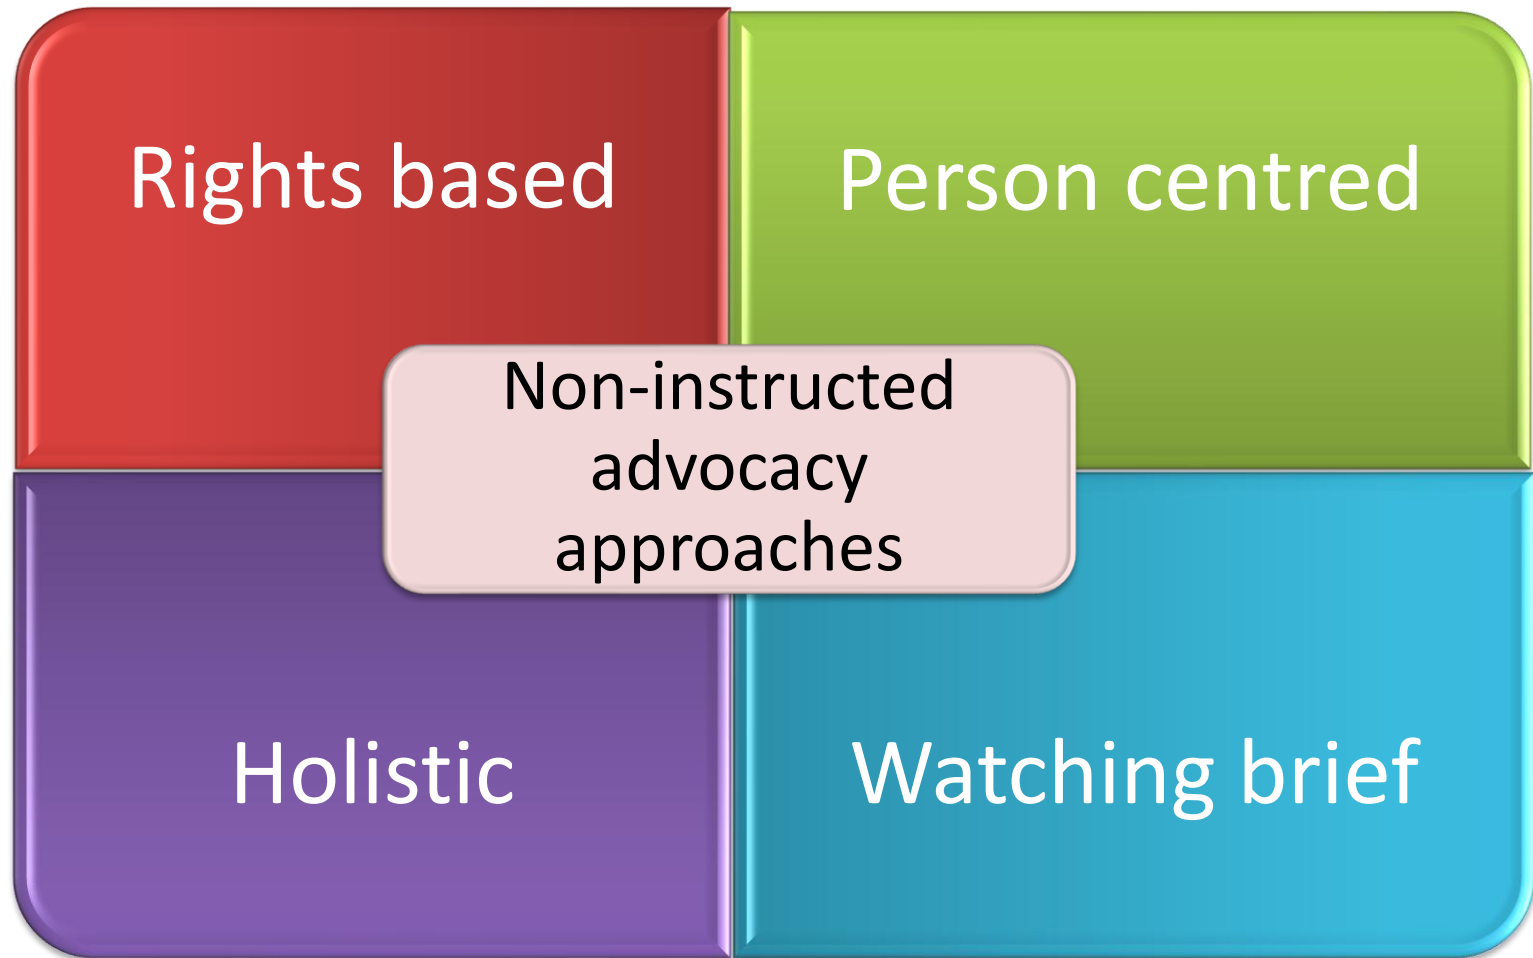 Rights based
Person centred
Non-instructed
advocacy
approaches
Holistic
Watching brief